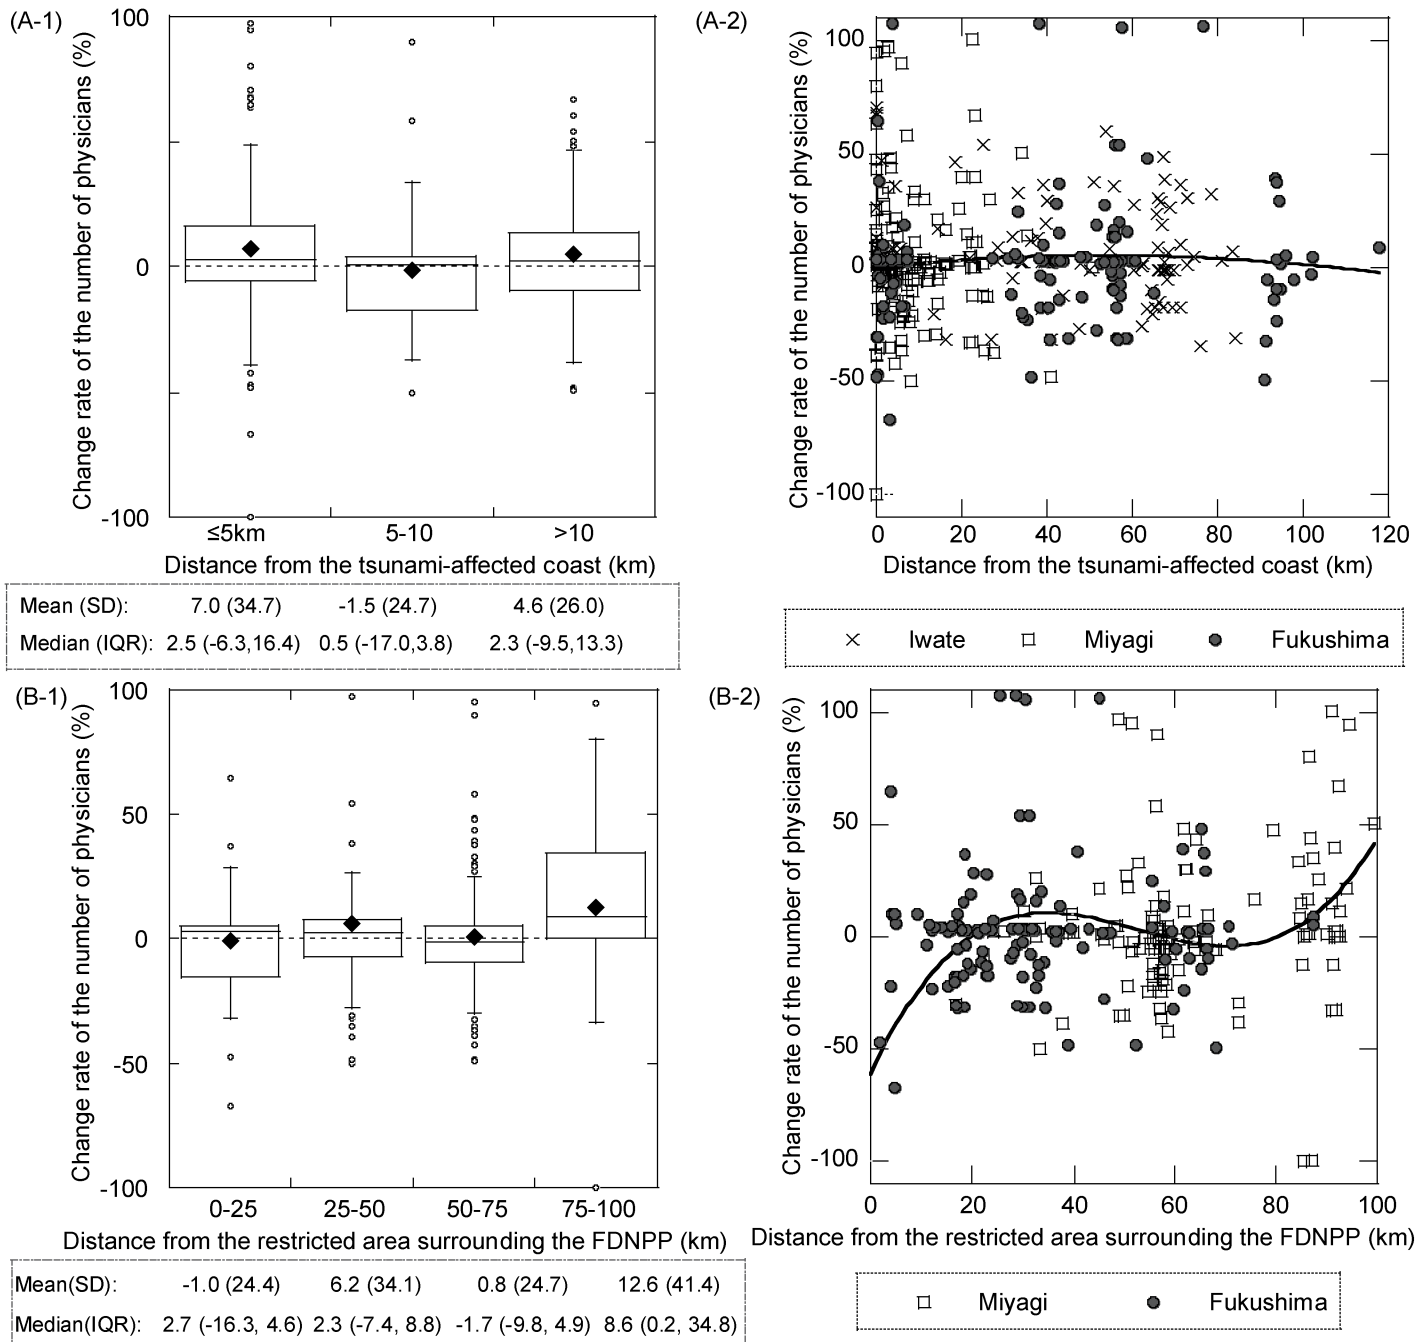 (A-1)
Change rate of the number of physicians (%)
100
0
-100
≤5km 5-10 >10
Distance from the tsunami-affected coast (km)
Mean (SD): 7.0 (34.7) -1.5 (24.7) 4.6 (26.0)
Median (IQR): 2.5 (-6.3,16.4) 0.5 (-17.0,3.8) 2.3 (-9.5,13.3)
(A-2)
Change rate of the number of physicians (%)
100
50
0
-50
-100
0 20 40 60 80 100 120
Distance from the tsunami-affected coast (km)
Iwate Miyagi Fukushima
(B-1)
Change rate of the number of physicians (%)
100
50
0
-50
-100
0-25 25-50 50-75 75-100
Distance from the restricted area surrounding the FDNPP (km)
Mean(SD): -1.0 (24.4) 6.2 (34.1) 0.8 (24.7) 12.6 (41.4)
Median(IQR): 2.7 (-16.3, 4.6) 2.3 (-7.4, 8.8) -1.7 (-9.8, 4.9) 8.6 (0.2, 34.8)
(B-2)
Change rate of the number of physicians (%)
100
50
0
-50
-100
0 20 40 60 80 100
Distance from the restricted area surrounding the FDNPP (km)
Miyagi Fukushima